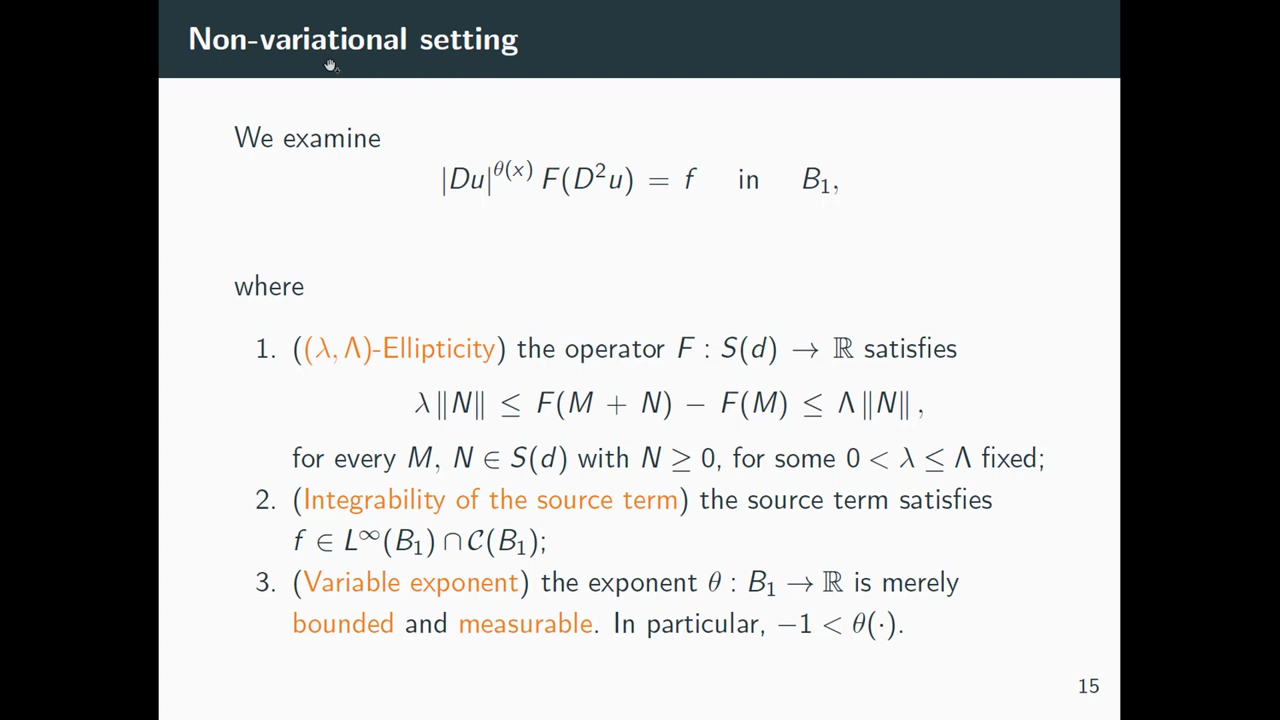 Non-variational setting
We examine
|Du|^{θ(x)} F(D²u) = f in B₁,
where
1. ((λ, Λ)-Ellipticity) the operator F : S(d) → ℝ satisfies
λ‖N‖ ≤ F(M + N) − F(M) ≤ Λ‖N‖ ,
for every M, N ∈ S(d) with N ≥ 0, for some 0 < λ ≤ Λ fixed;
2. (Integrability of the source term) the source term satisfies
f ∈ L^∞(B₁) ∩ 𝒞(B₁);
3. (Variable exponent) the exponent θ : B₁ → ℝ is merely
bounded and measurable. In particular, −1 < θ(·).
15